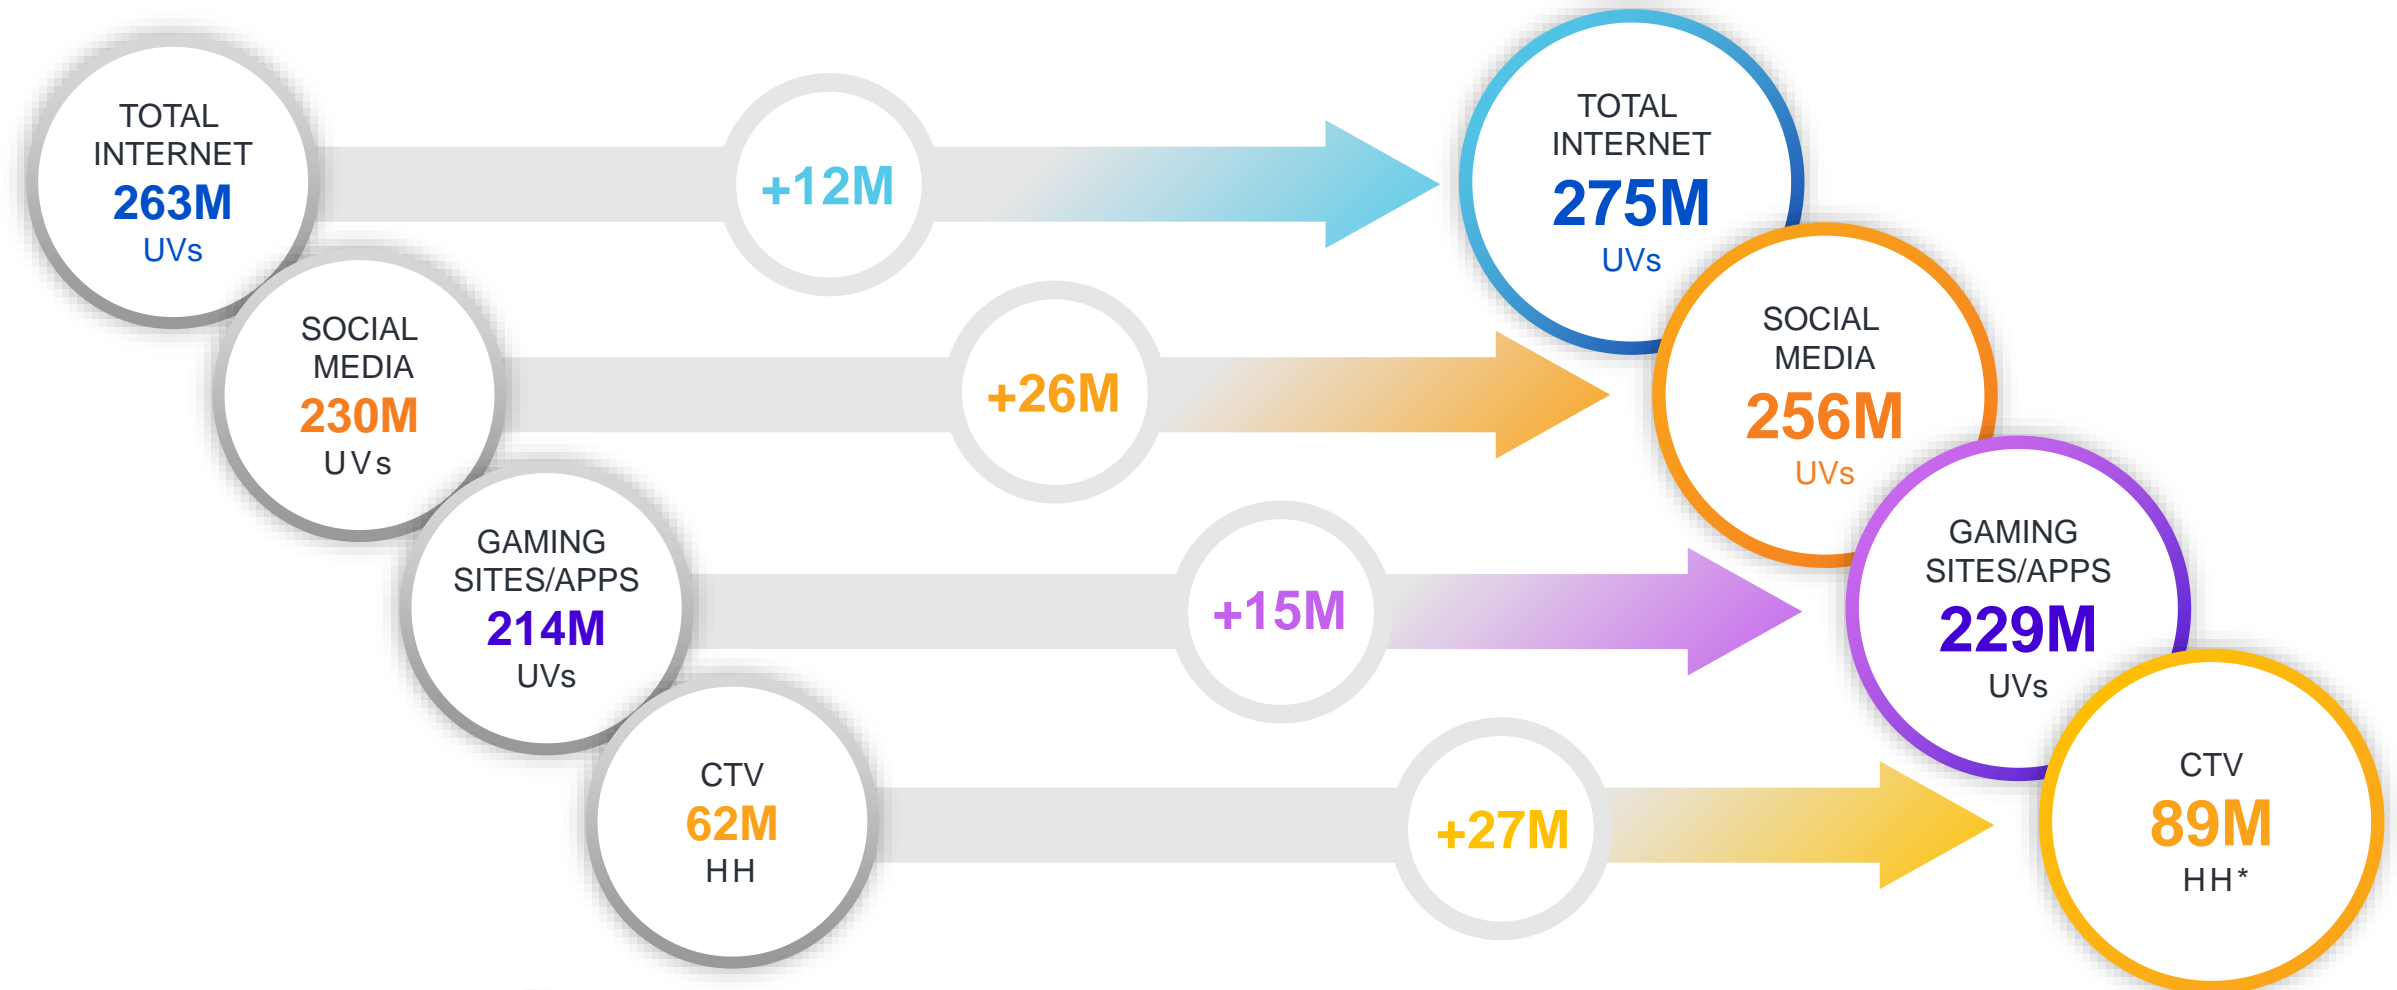 TOTAL
INTERNET
263M
UVs
+12M
TOTAL
INTERNET
275M
UVs
SOCIAL
MEDIA
230M
UVs
+26M
SOCIAL
MEDIA
256M
UVs
GAMING
SITES/APPS
214M
UVs
+15M
GAMING
SITES/APPS
229M
UVs
CTV
62M
HH
+27M
CTV
89M
HH*